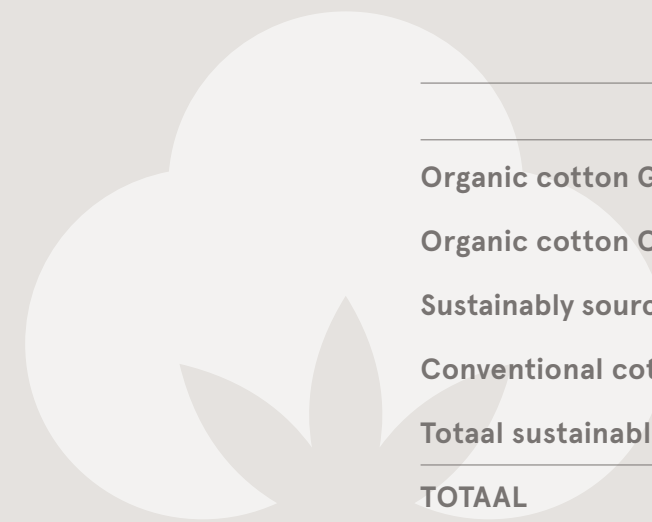 Organic cotton
Organic cotton
Sustainably
Conventional
Totaal
TOTAAL